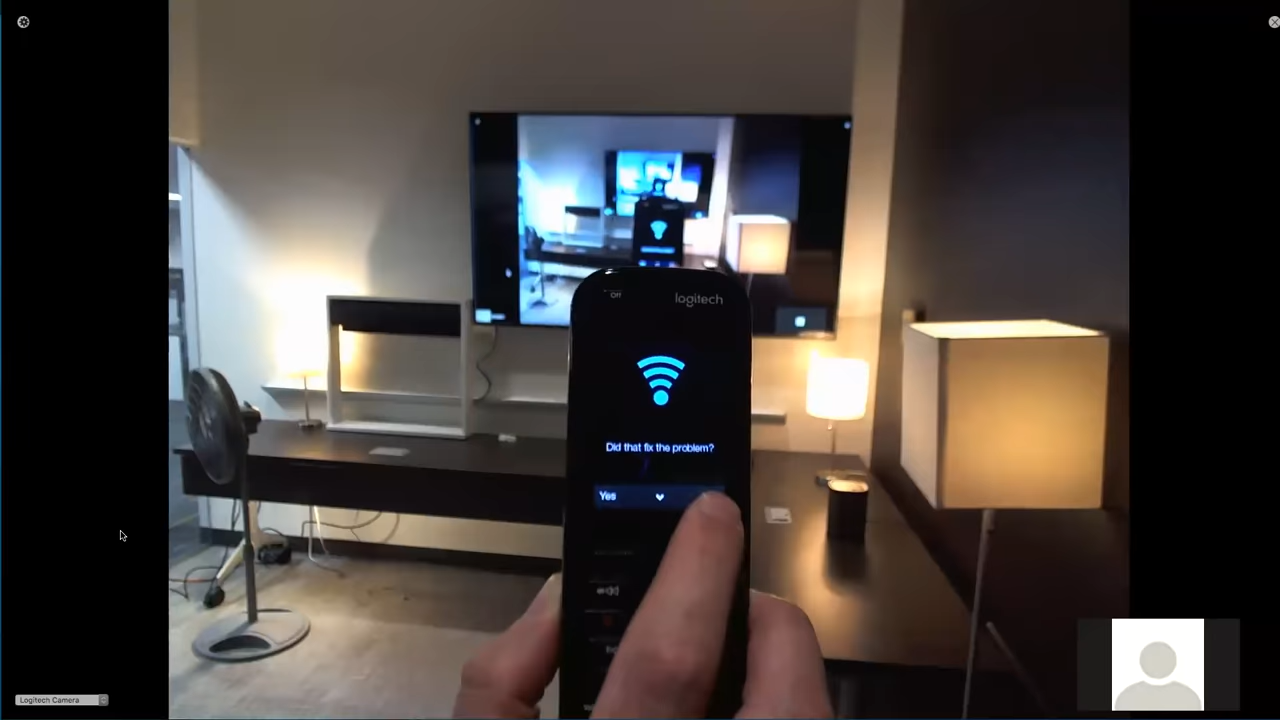 Off
logitech
Did that fix the problem?
Yes
Logitech Camera